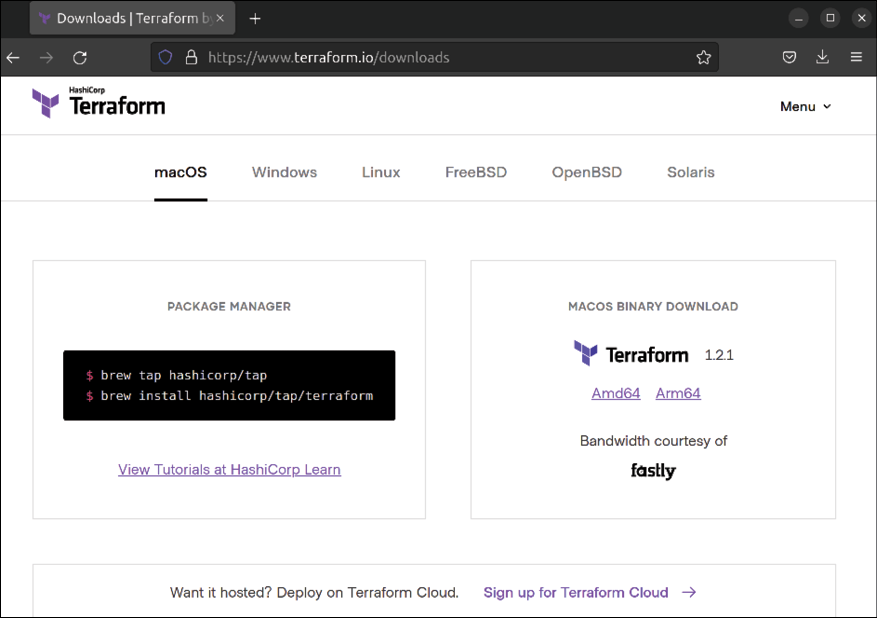 Downloads | Terraform by
https://www.terraform.io/downloads
HashiCorp
Terraform
Menu
macOS Windows Linux FreeBSD OpenBSD Solaris
PACKAGE MANAGER
$ brew tap hashicorp/tap
$ brew install hashicorp/tap/terraform
View Tutorials at HashiCorp Learn
MACOS BINARY DOWNLOAD
Terraform 1.2.1
Amd64 Arm64
Bandwidth courtesy of
fastly
Want it hosted? Deploy on Terraform Cloud. Sign up for Terraform Cloud →